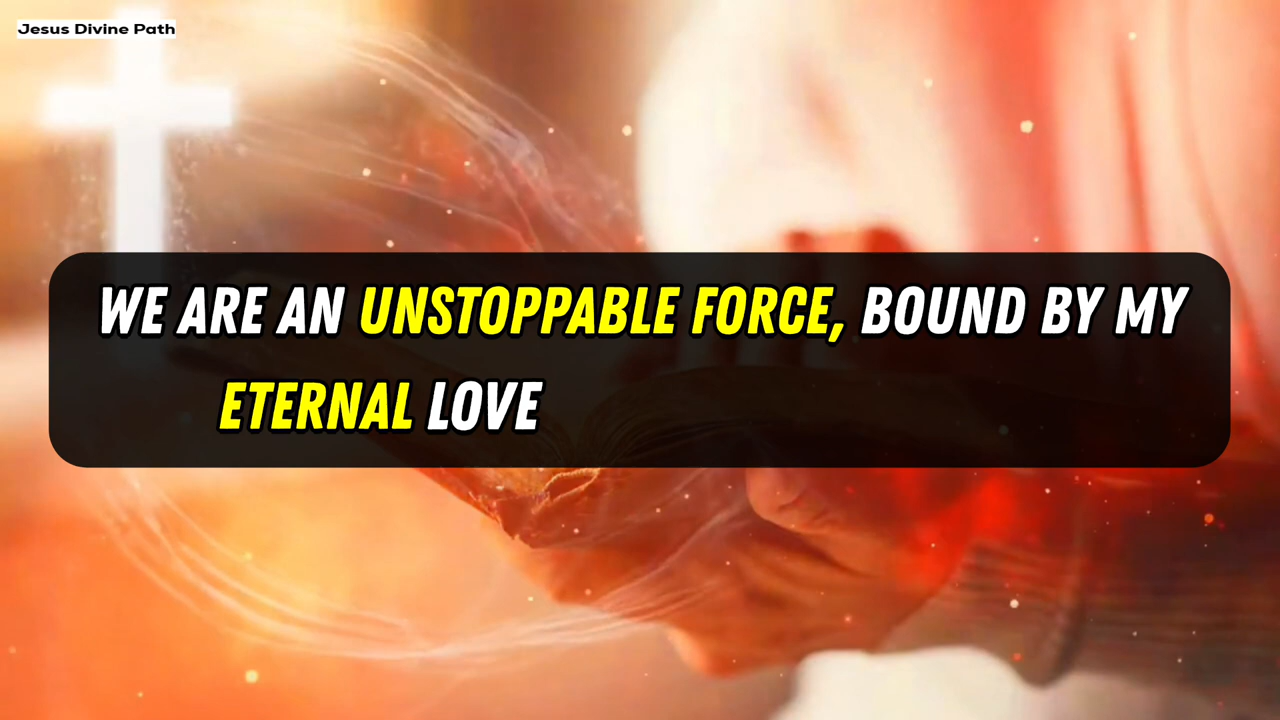 Jesus Divine Path
WE ARE AN UNSTOPPABLE FORCE, BOUND BY MY
ETERNAL LOVE